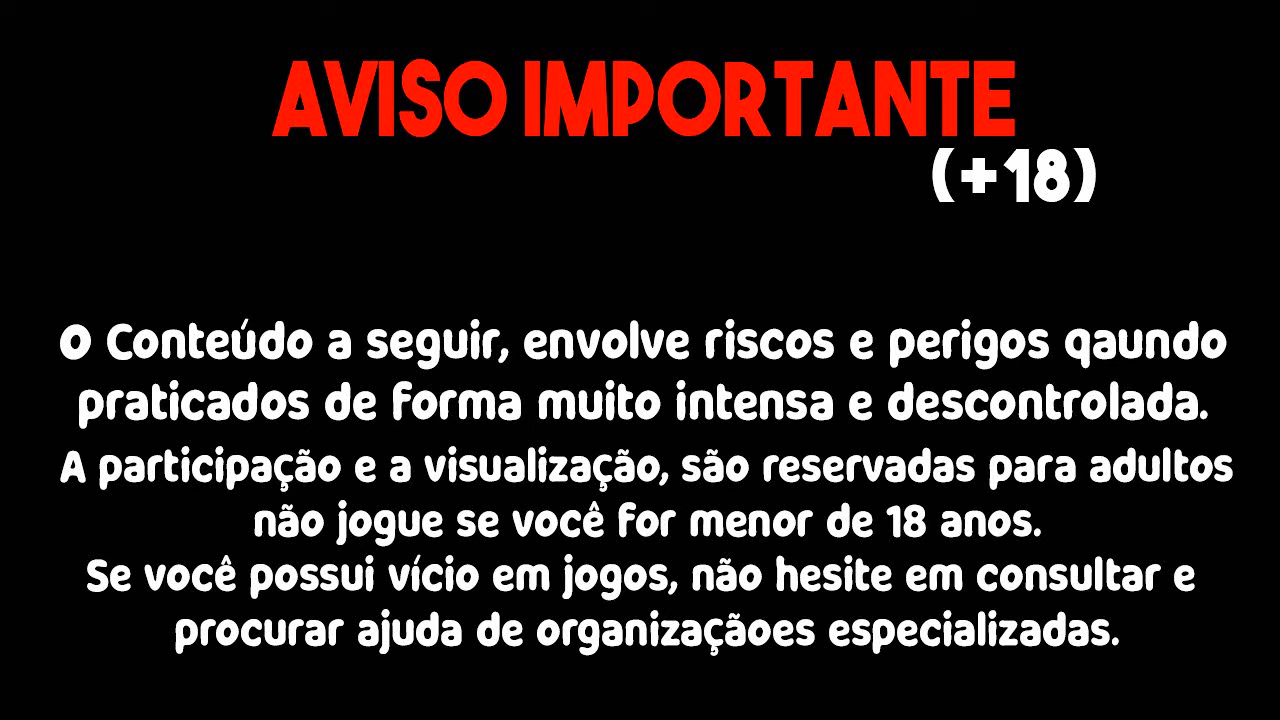 AVISO IMPORTANTE
(+18)
O Conteúdo a seguir, envolve riscos e perigos qaundo
praticados de forma muito intensa e descontrolada.
A participação e a visualização, são reservadas para adultos
não jogue se você for menor de 18 anos.
Se você possui vício em jogos, não hesite em consultar e
procurar ajuda de organizaçãoes especializadas.